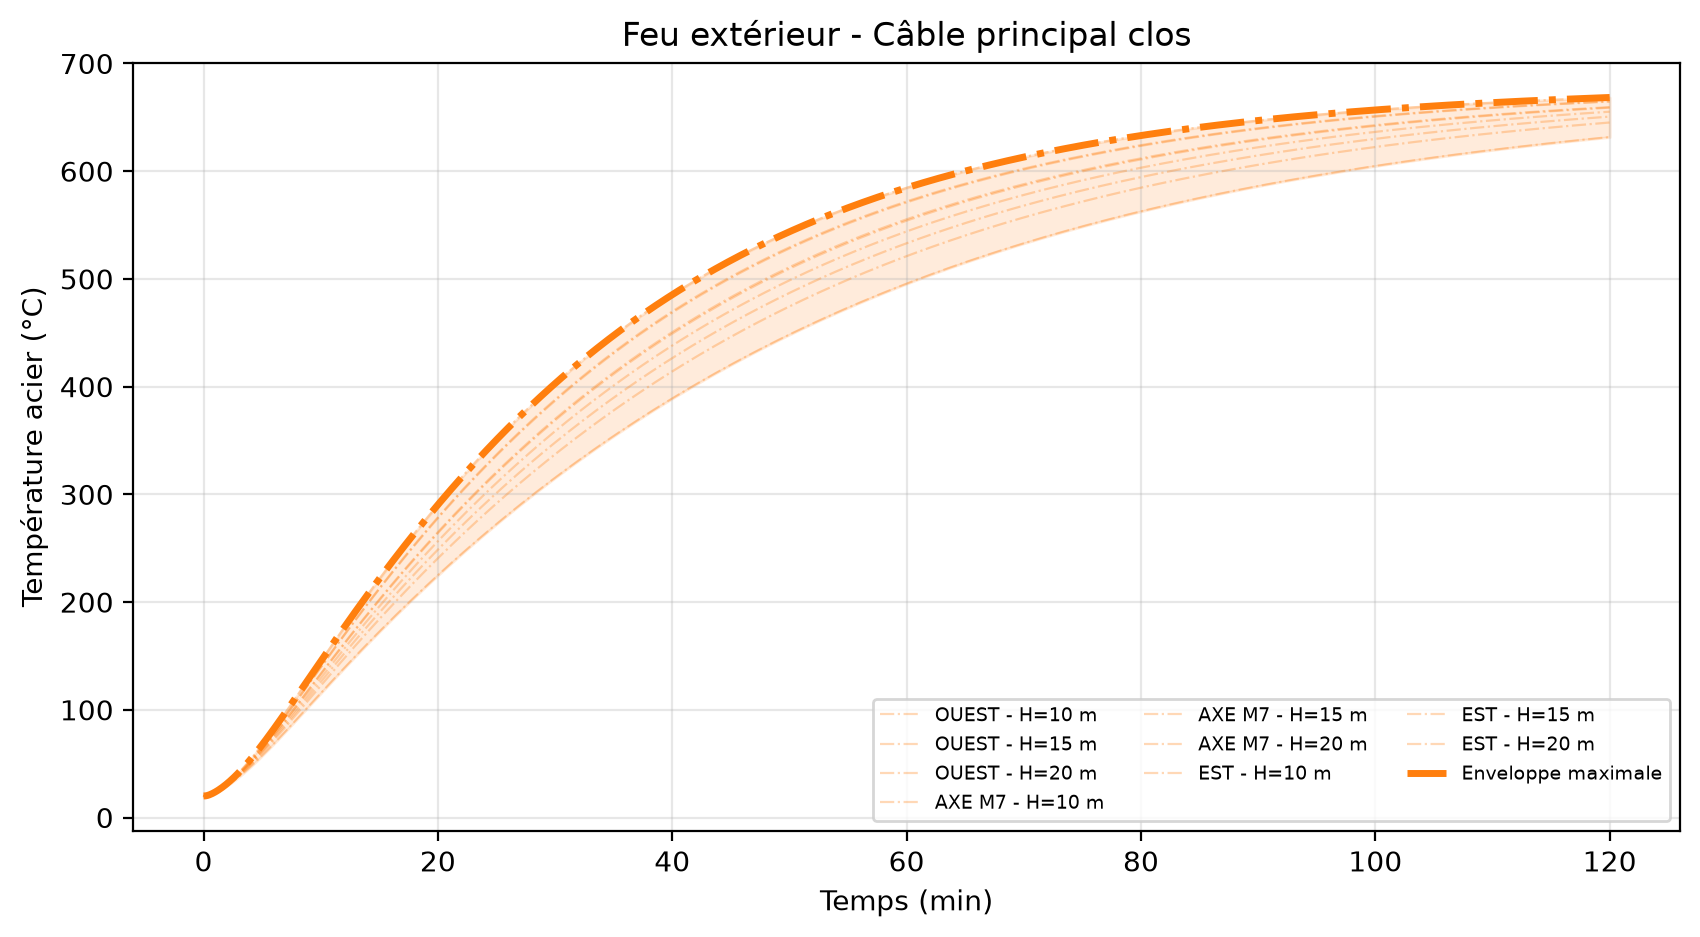 Feu extérieur - Câble principal clos
Température acier (°C)
700
600
500
400
300
200
100
0
OUEST - H=10 m
OUEST - H=15 m
OUEST - H=20 m
AXE M7 - H=10 m
AXE M7 - H=15 m
AXE M7 - H=20 m
EST - H=10 m
EST - H=15 m
EST - H=20 m
Enveloppe maximale
0 20 40 60 80 100 120
Temps (min)